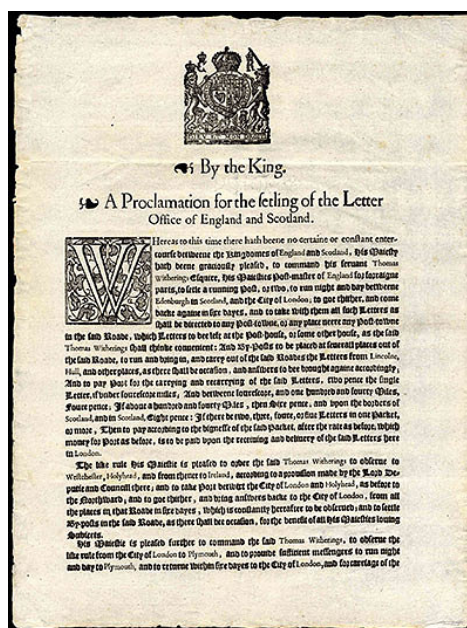 By the King.
A Proclamation for the setling of the Letter
Office of England and Scotland.
WHereas to this time there hath beene no certaine or constant enter-
course betweene the Kingdomes of England and Scotland, His Maiesty
hath beene graciously pleased, to command his servant Thomas
Witherings Esquire, His Maiesties Post-master of England for forraigne
parts, to setle a running Post, or two, to run night and day betweene
Edenburgh in Scotland, and the City of London, to goe thither, and come
backe againe in sixe dayes, and to take with them all such Letters as
shall be directed to any Post-towne, or any place neere any Post-towne
in the said Roade, which Letters to bee left at the Post-house, or some other house, as the said
Thomas Witherings shall thinke convenient: And By-posts to be placed at severall places out of
the said Roade, to run and bring in, and carry out of the said Roades the Letters from Lincolne,
Hull, and other places, as there shall be occasion, and answers to bee brought againe accordingly,
And to pay Port for the carrying and recarrying of the said Letters, two pence the single
Letter, if under fourescore miles, And betweene fourescore, and one hundred and fourty Miles,
Foure pence; If above a hundred and fourty Miles, then Sixe pence, and upon the borders of
Scotland, and in Scotland, Eight pence: If there be two, three, foure, or five Letters in one Packet,
or more, Then to pay according to the bignesse of the said Packet, after the rate as before, which
money for Port as before, is to be paid upon the receiving and delivery of the said Letters here
in London.
The like rule His Maiestie is pleased to order the said Thomas Witherings to observe to
Westchester, Holyhead, and from thence to Ireland, according to a provision made by the Lord De-
putie and Councell there; and to take Port betwixt the City of London and Holyhead, as before to
the Northward, and to goe thither, and bring answers backe to the City of London, from all
the places in that Roade in sixe dayes, which is constantly hereafter to be observed; and to settle
By-posts in the said Roade, as there shall bee occasion, for the benefit of all His Maiesties loving
Subiects.
His Maiestie is pleased further to command the said Thomas Witherings, to observe the
like rule from the City of London to Plymouth, and to provide sufficient messengers to run night
and day to Plymouth, and to returne within sixe dayes to the City of London, and for carriage of the